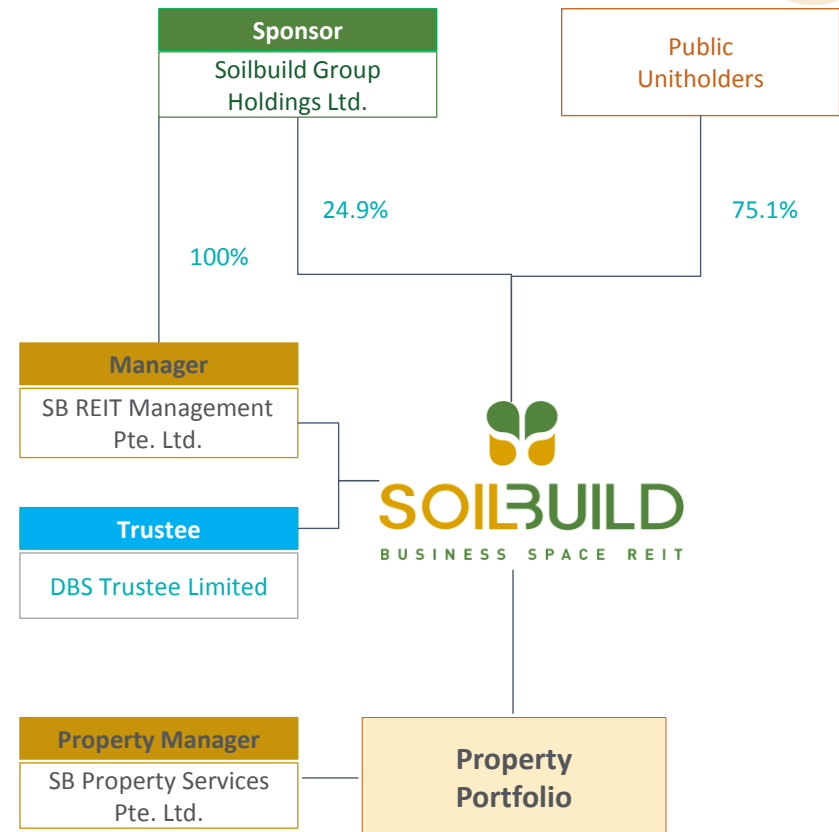 Sponsor
Soilbuild Group
Holdings Ltd.
Public
Unitholders
24.9%
75.1%
100%
Manager
SB REIT Management
Pte. Ltd.
SOILBUILD
BUSINESS SPACE REIT
Trustee
DBS Trustee Limited
Property Manager
SB Property Services
Pte. Ltd.
Property
Portfolio